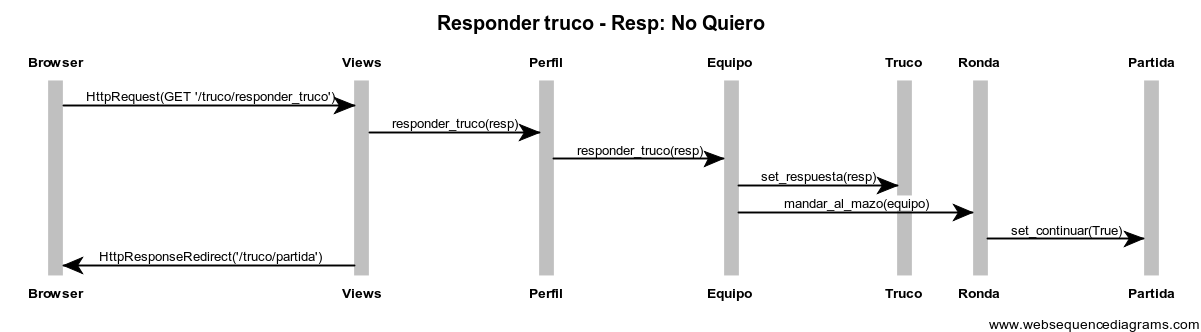 Responder truco - Resp: No Quiero
Browser Views Perfil Equipo Truco Ronda Partida
HttpRequest(GET '/truco/responder_truco')
responder_truco(resp)
responder_truco(resp)
set_respuesta(resp)
mandar_al_mazo(equipo)
set_continuar(True)
HttpResponseRedirect('/truco/partida')
Browser Views Perfil Equipo Truco Ronda Partida
www.websequencediagrams.com